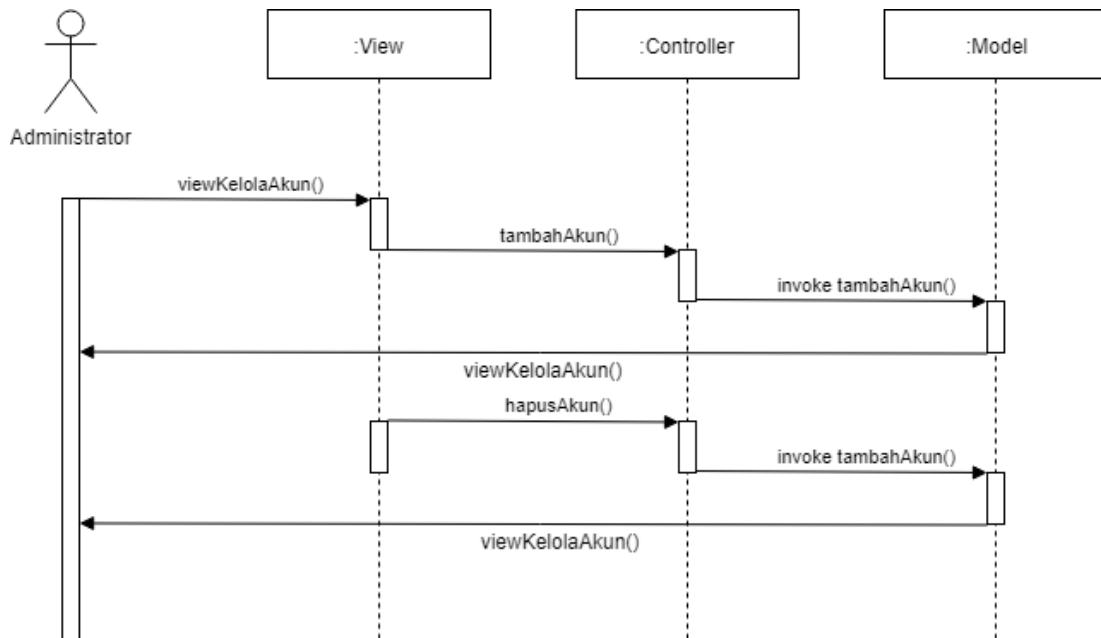 :View
:Controller
:Model
Administrator
viewKelolaAkun()
tambahAkun()
invoke tambahAkun()
viewKelolaAkun()
hapusAkun()
invoke tambahAkun()
viewKelolaAkun()